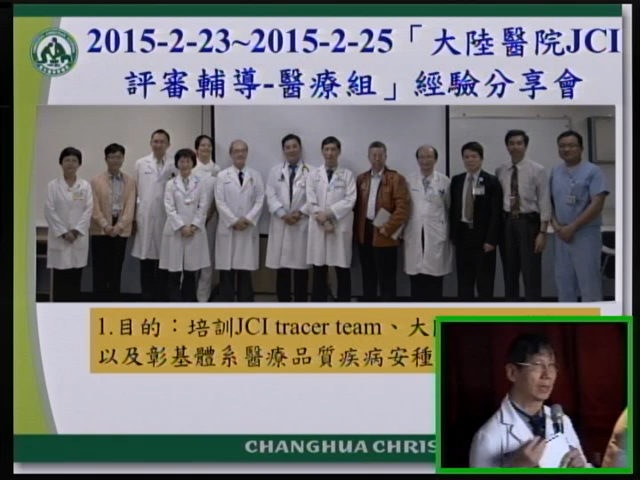 2015-2-23~2015-2-25「大陸醫院JCI
評審輔導-醫療組」經驗分享會
1.目的：培訓JCI tracer team、大
以及彰基體系醫療品質疾病安種
CHANGHUA CHRIS